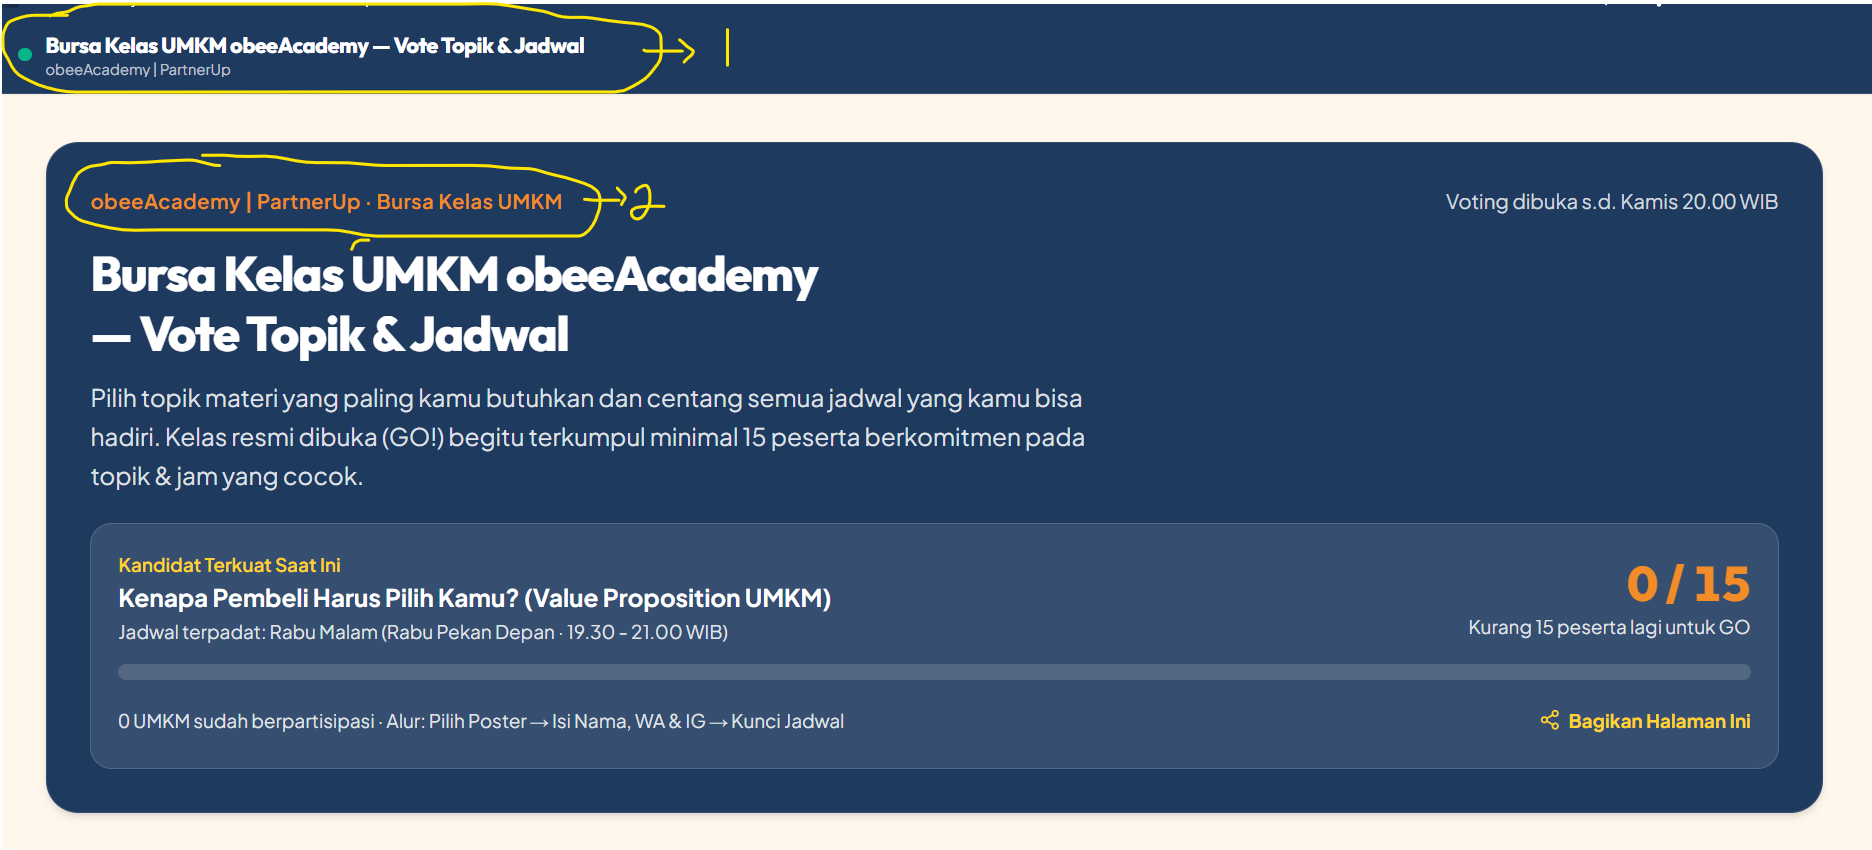 Bursa Kelas UMKM obeeAcademy — Vote Topik & Jadwal
obeeAcademy | PartnerUp
1
obeeAcademy | PartnerUp · Bursa Kelas UMKM
2
Voting dibuka s.d. Kamis 20.00 WIB
Bursa Kelas UMKM obeeAcademy
— Vote Topik & Jadwal
Pilih topik materi yang paling kamu butuhkan dan centang semua jadwal yang kamu bisa
hadiri. Kelas resmi dibuka (GO!) begitu terkumpul minimal 15 peserta berkomitmen pada
topik & jam yang cocok.
Kandidat Terkuat Saat Ini
Kenapa Pembeli Harus Pilih Kamu? (Value Proposition UMKM)
Jadwal terpadat: Rabu Malam (Rabu Pekan Depan · 19.30 - 21.00 WIB)
0 / 15
Kurang 15 peserta lagi untuk GO
0 UMKM sudah berpartisipasi · Alur: Pilih Poster → Isi Nama, WA & IG → Kunci Jadwal
Bagikan Halaman Ini